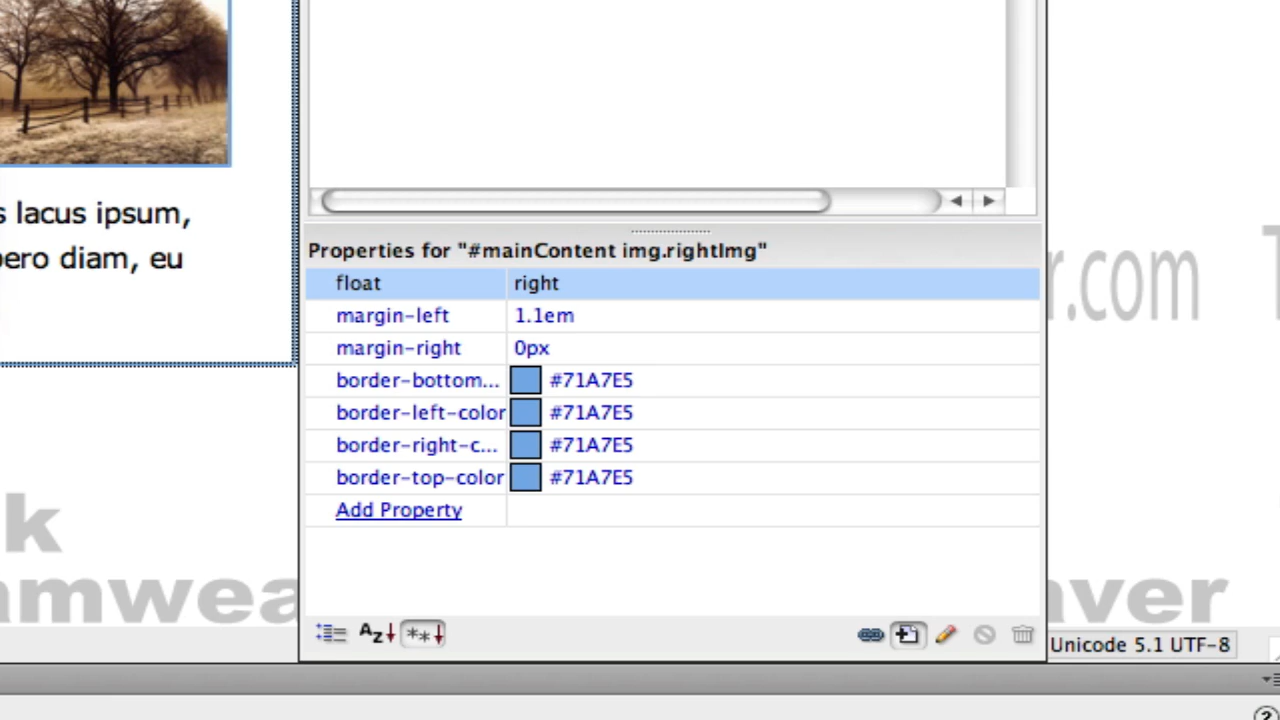 s lacus ipsum,
pero diam, eu
Properties for "#mainContent img.rightImg"
float right
margin-left 1.1em
margin-right 0px
border-bottom... #71A7E5
border-left-color #71A7E5
border-right-c... #71A7E5
border-top-color #71A7E5
Add Property
Az
**
Unicode 5.1 UTF-8
r.com
k
amwea
aver